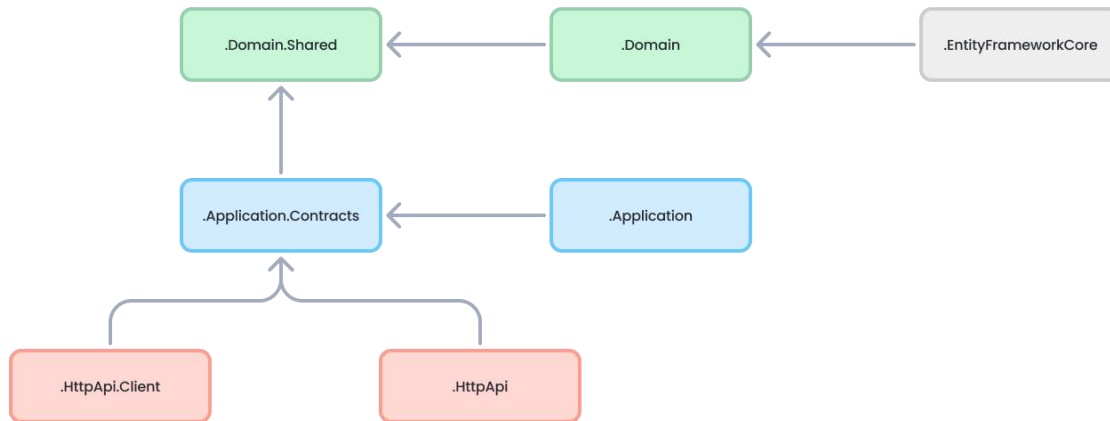 .Domain.Shared
.Domain
.EntityFrameworkCore
.Application.Contracts
.Application
.HttpApi.Client
.HttpApi